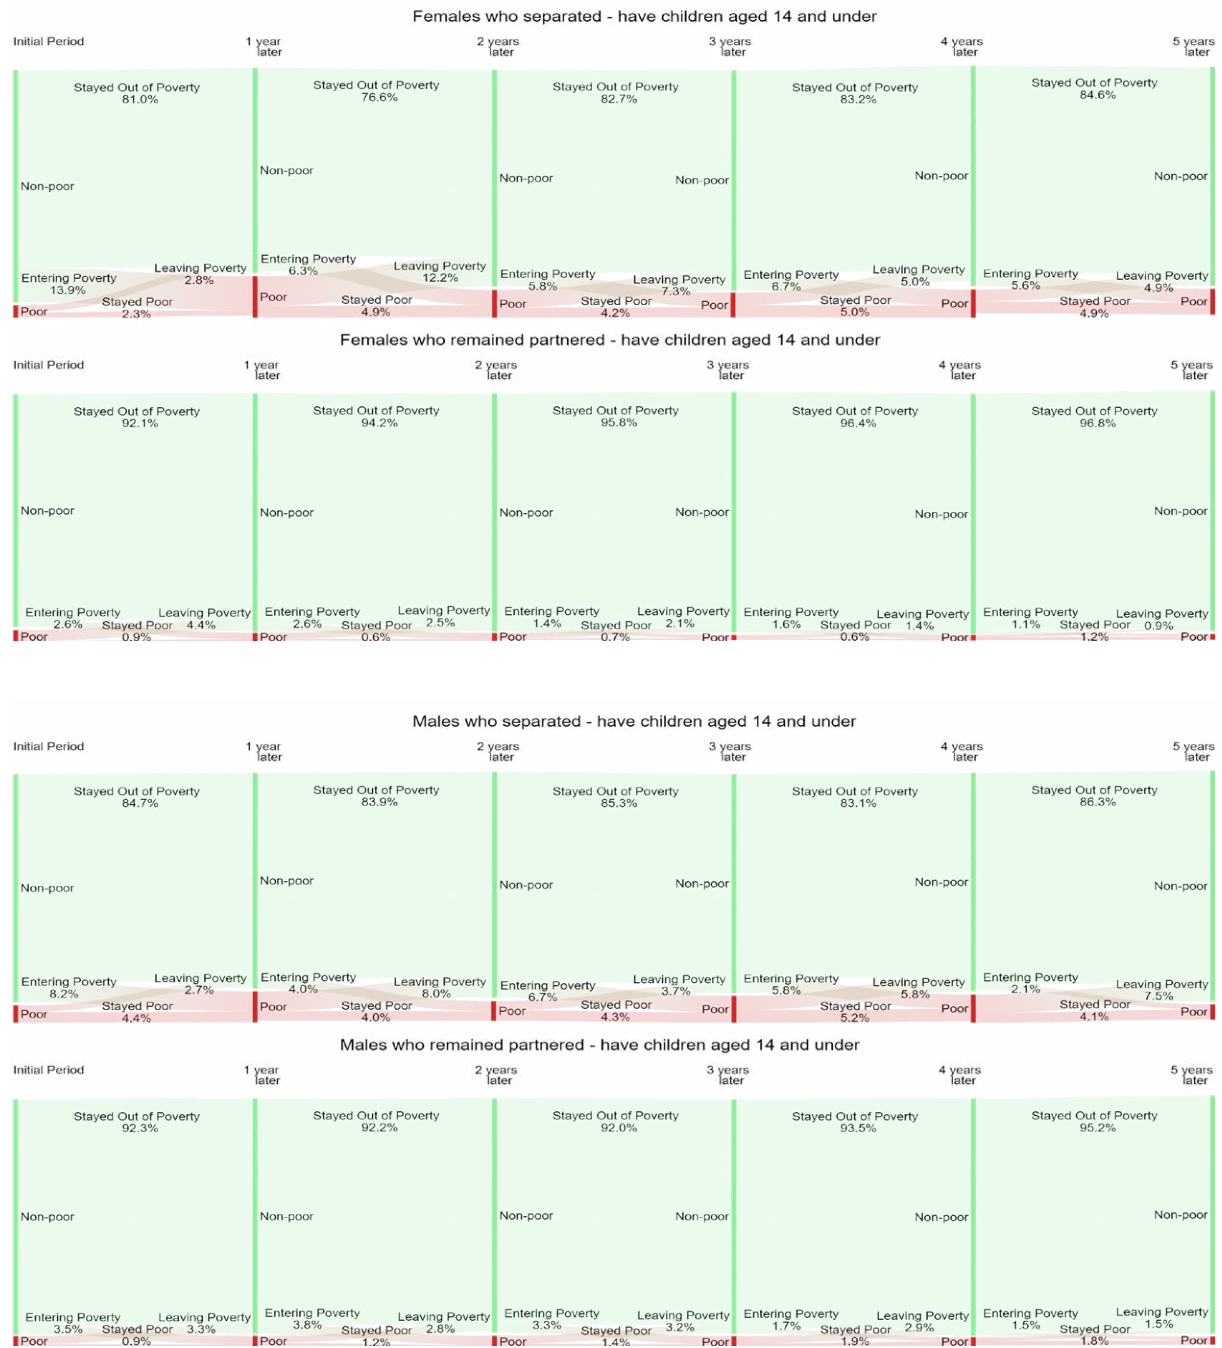 Females who separated - have children aged 14 and under
Initial Period
1 year
later
2 years
later
3 years
later
4 years
later
5 years
later
Stayed Out of Poverty
81.0%
Stayed Out of Poverty
76.6%
Stayed Out of Poverty
82.7%
Stayed Out of Poverty
83.2%
Stayed Out of Poverty
84.6%
Non-poor
Non-poor
Non-poor
Non-poor
Non-poor
Non-poor
Entering Poverty
13.9%
Leaving Poverty
2.8%
Entering Poverty
6.3%
Leaving Poverty
12.2%
Entering Poverty
5.8%
Leaving Poverty
7.3%
Entering Poverty
6.7%
Leaving Poverty
5.0%
Entering Poverty
5.6%
Leaving Poverty
4.9%
Poor
Stayed Poor
2.3%
Poor
Stayed Poor
4.9%
Poor
Stayed Poor
4.2%
Poor
Stayed Poor
5.0%
Poor
Stayed Poor
4.9%
Poor
Females who remained partnered - have children aged 14 and under
Initial Period
1 year
later
2 years
later
3 years
later
4 years
later
5 years
later
Stayed Out of Poverty
92.1%
Stayed Out of Poverty
94.2%
Stayed Out of Poverty
95.8%
Stayed Out of Poverty
96.4%
Stayed Out of Poverty
96.8%
Non-poor
Non-poor
Non-poor
Non-poor
Non-poor
Non-poor
Entering Poverty
2.6%
Leaving Poverty
4.4%
Entering Poverty
2.6%
Leaving Poverty
2.5%
Entering Poverty
1.4%
Leaving Poverty
2.1%
Entering Poverty
1.6%
Leaving Poverty
1.4%
Entering Poverty
1.1%
Leaving Poverty
0.9%
Poor
Stayed Poor
0.9%
Poor
Stayed Poor
0.6%
Poor
Stayed Poor
0.7%
Poor
Stayed Poor
0.6%
Poor
Stayed Poor
1.2%
Poor
Males who separated - have children aged 14 and under
Initial Period
1 year
later
2 years
later
3 years
later
4 years
later
5 years
later
Stayed Out of Poverty
84.7%
Stayed Out of Poverty
83.9%
Stayed Out of Poverty
85.3%
Stayed Out of Poverty
83.1%
Stayed Out of Poverty
86.3%
Non-poor
Non-poor
Non-poor
Non-poor
Non-poor
Non-poor
Entering Poverty
8.2%
Leaving Poverty
2.7%
Entering Poverty
4.0%
Leaving Poverty
8.0%
Entering Poverty
6.7%
Leaving Poverty
3.7%
Entering Poverty
5.8%
Leaving Poverty
5.8%
Entering Poverty
2.1%
Leaving Poverty
7.5%
Poor
Stayed Poor
4.4%
Poor
Stayed Poor
4.0%
Poor
Stayed Poor
4.3%
Poor
Stayed Poor
5.2%
Poor
Stayed Poor
4.1%
Poor
Males who remained partnered - have children aged 14 and under
Initial Period
1 year
later
2 years
later
3 years
later
4 years
later
5 years
later
Stayed Out of Poverty
92.3%
Stayed Out of Poverty
92.2%
Stayed Out of Poverty
92.0%
Stayed Out of Poverty
93.5%
Stayed Out of Poverty
95.2%
Non-poor
Non-poor
Non-poor
Non-poor
Non-poor
Non-poor
Entering Poverty
3.5%
Leaving Poverty
3.3%
Entering Poverty
3.8%
Leaving Poverty
2.8%
Entering Poverty
3.3%
Leaving Poverty
3.2%
Entering Poverty
1.7%
Leaving Poverty
2.9%
Entering Poverty
1.5%
Leaving Poverty
1.5%
Poor
Stayed Poor
0.9%
Poor
Stayed Poor
1.2%
Poor
Stayed Poor
1.4%
Poor
Stayed Poor
1.9%
Poor
Stayed Poor
1.8%
Poor